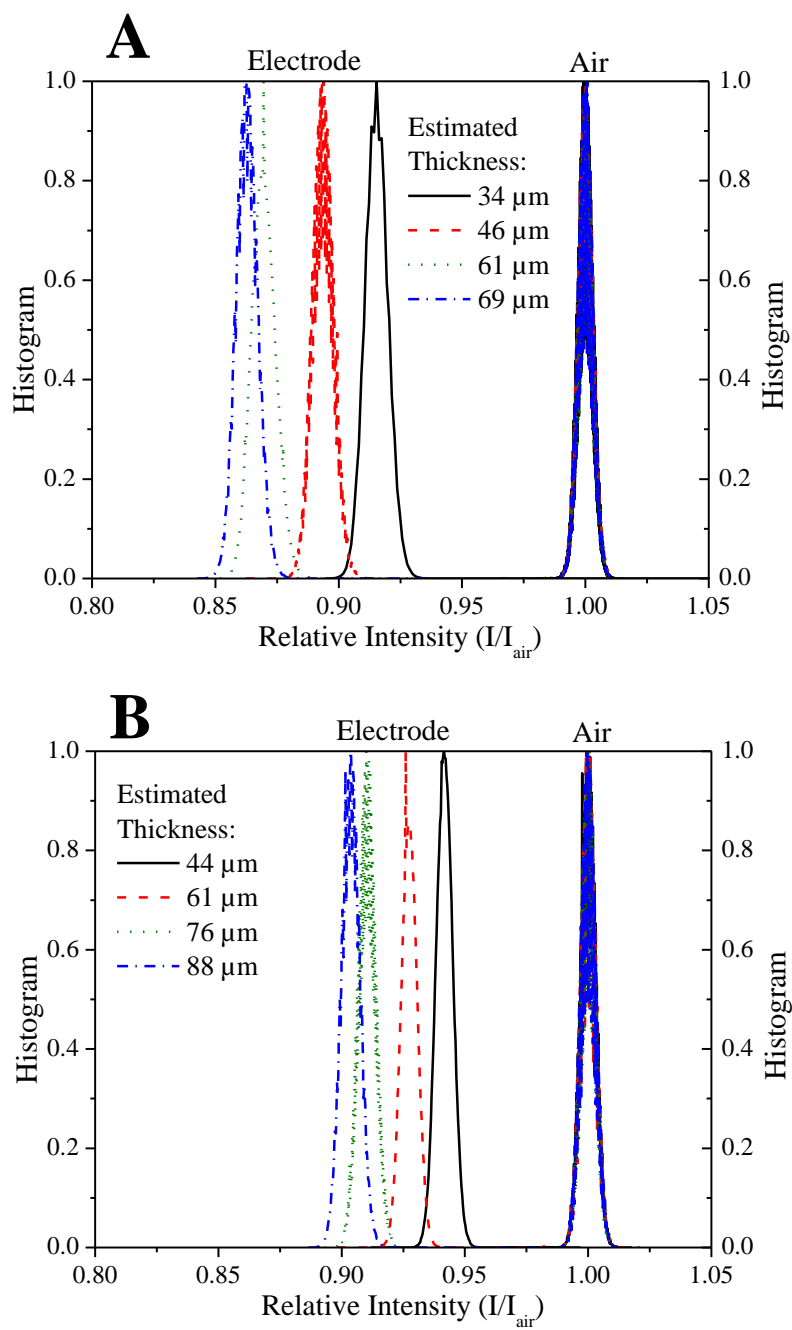 A
Electrode
Air
1.0
0.8
0.6
0.4
0.2
0.0
Histogram
1.0
0.8
0.6
0.4
0.2
0.0
Histogram
Estimated
Thickness:
34 µm
46 µm
61 µm
69 µm
0.80
0.85
0.90
0.95
1.00
1.05
Relative Intensity (I/I_air)
B
Electrode
Air
1.0
0.8
0.6
0.4
0.2
0.0
Histogram
Estimated
Thickness:
44 µm
61 µm
76 µm
88 µm
1.0
0.8
0.6
0.4
0.2
0.0
Histogram
0.80
0.85
0.90
0.95
1.00
1.05
Relative Intensity (I/I_air)